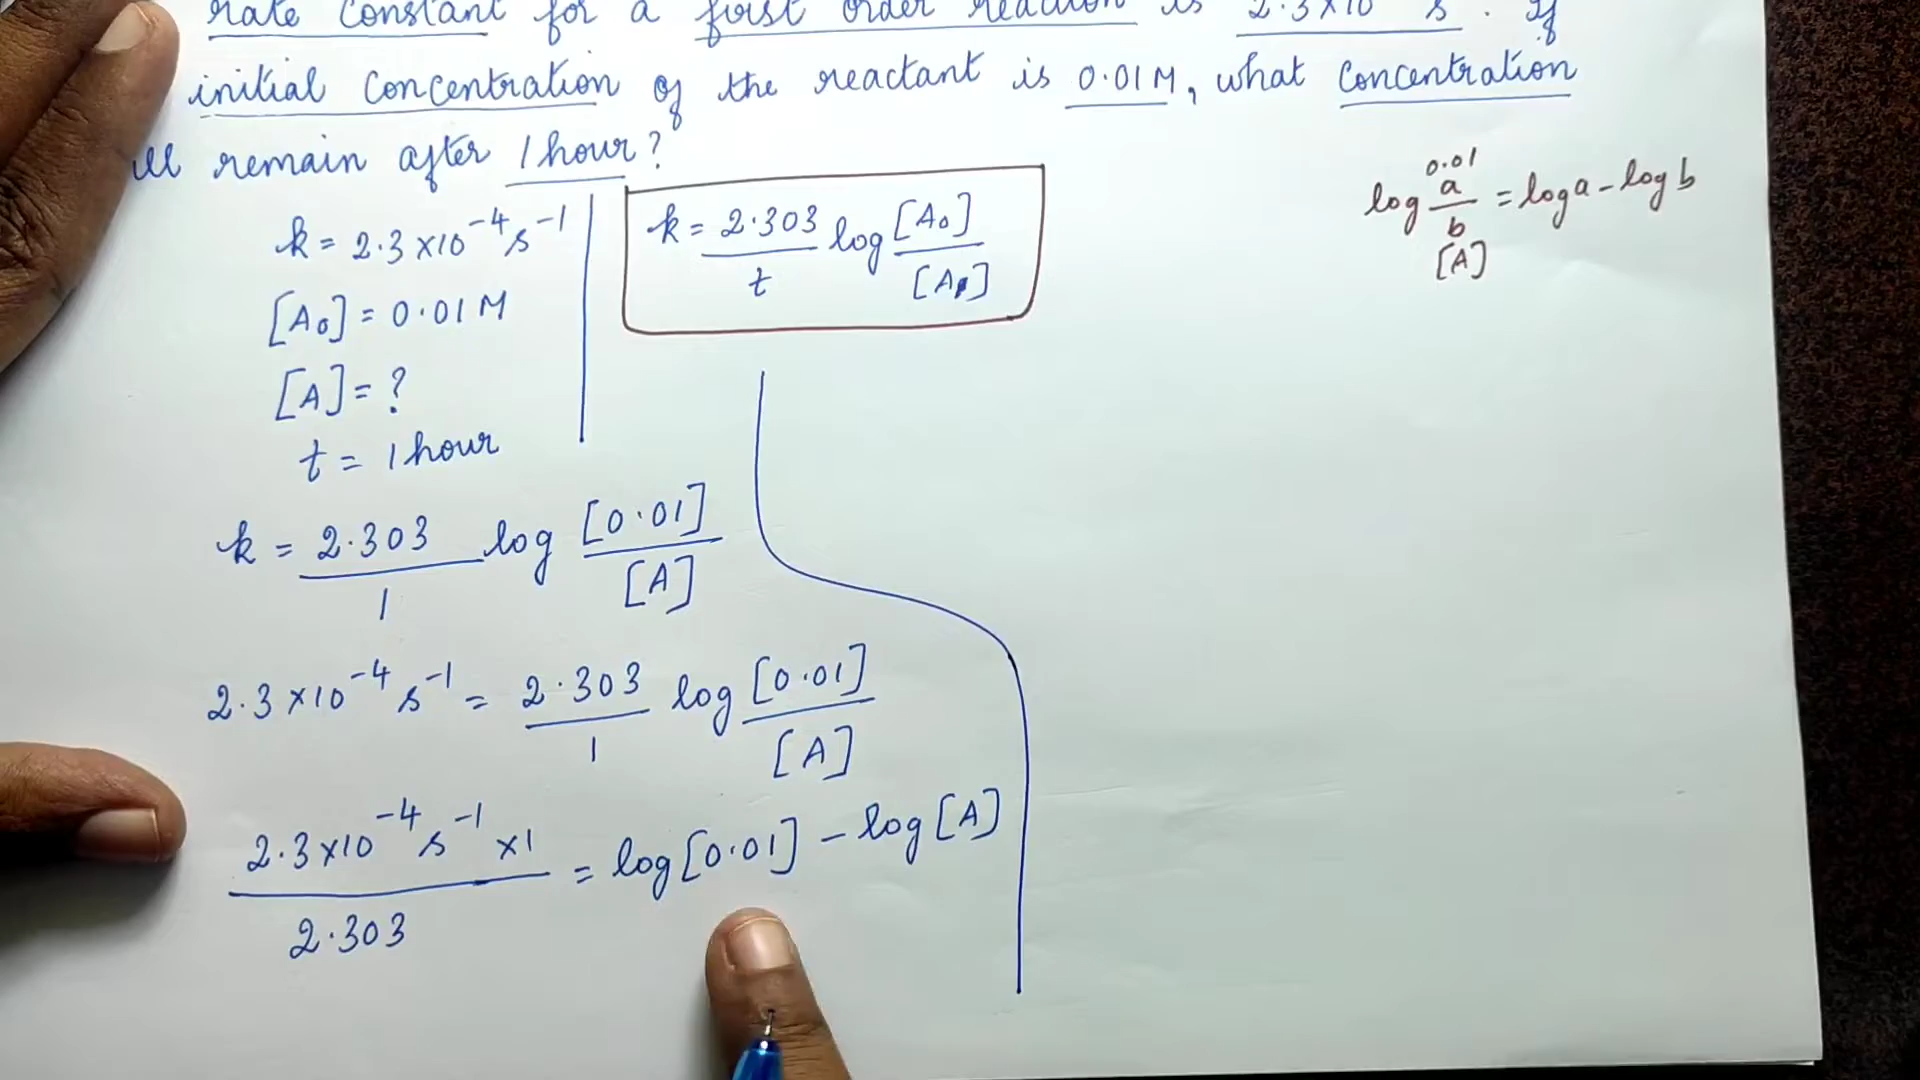 rate constant for a first order reaction is 2.3×10 s . If
initial concentration of the reactant is 0.01M, what concentration
ll remain after 1 hour?
k = 2.3 ×10⁻⁴ s⁻¹
[A₀] = 0.01 M
[A] = ?
t = 1 hour
k = 2.303/t log [A₀]/[A]
log a/b = log a - log b
0.01
[A]
k = 2.303/1 log [0.01]/[A]
2.3 ×10⁻⁴ s⁻¹ = 2.303/1 log [0.01]/[A]
2.3 ×10⁻⁴ s⁻¹ ×1/2.303 = log [0.01] - log [A]